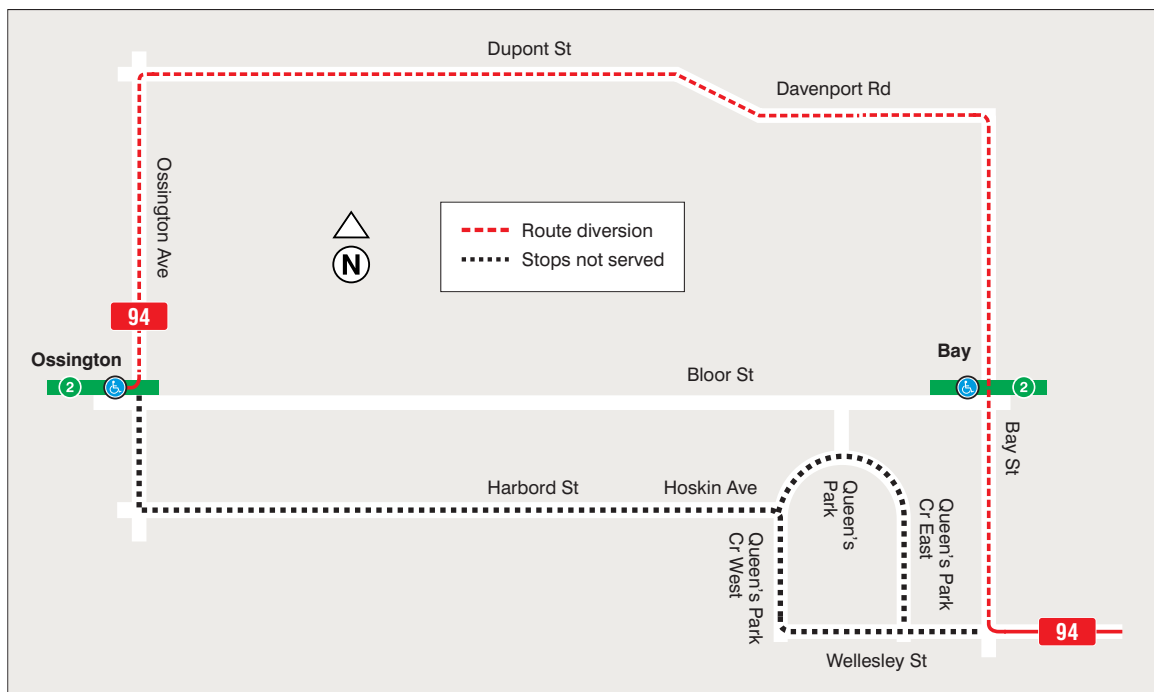 Dupont St
Davenport Rd
Ossington Ave
N
Route diversion
Stops not served
94
Ossington
2
Bay
2
Bloor St
Bay St
Harbord St
Hoskin Ave
Queen's
Park
Queen's Park
Cr East
Queen's Park
Cr West
94
Wellesley St